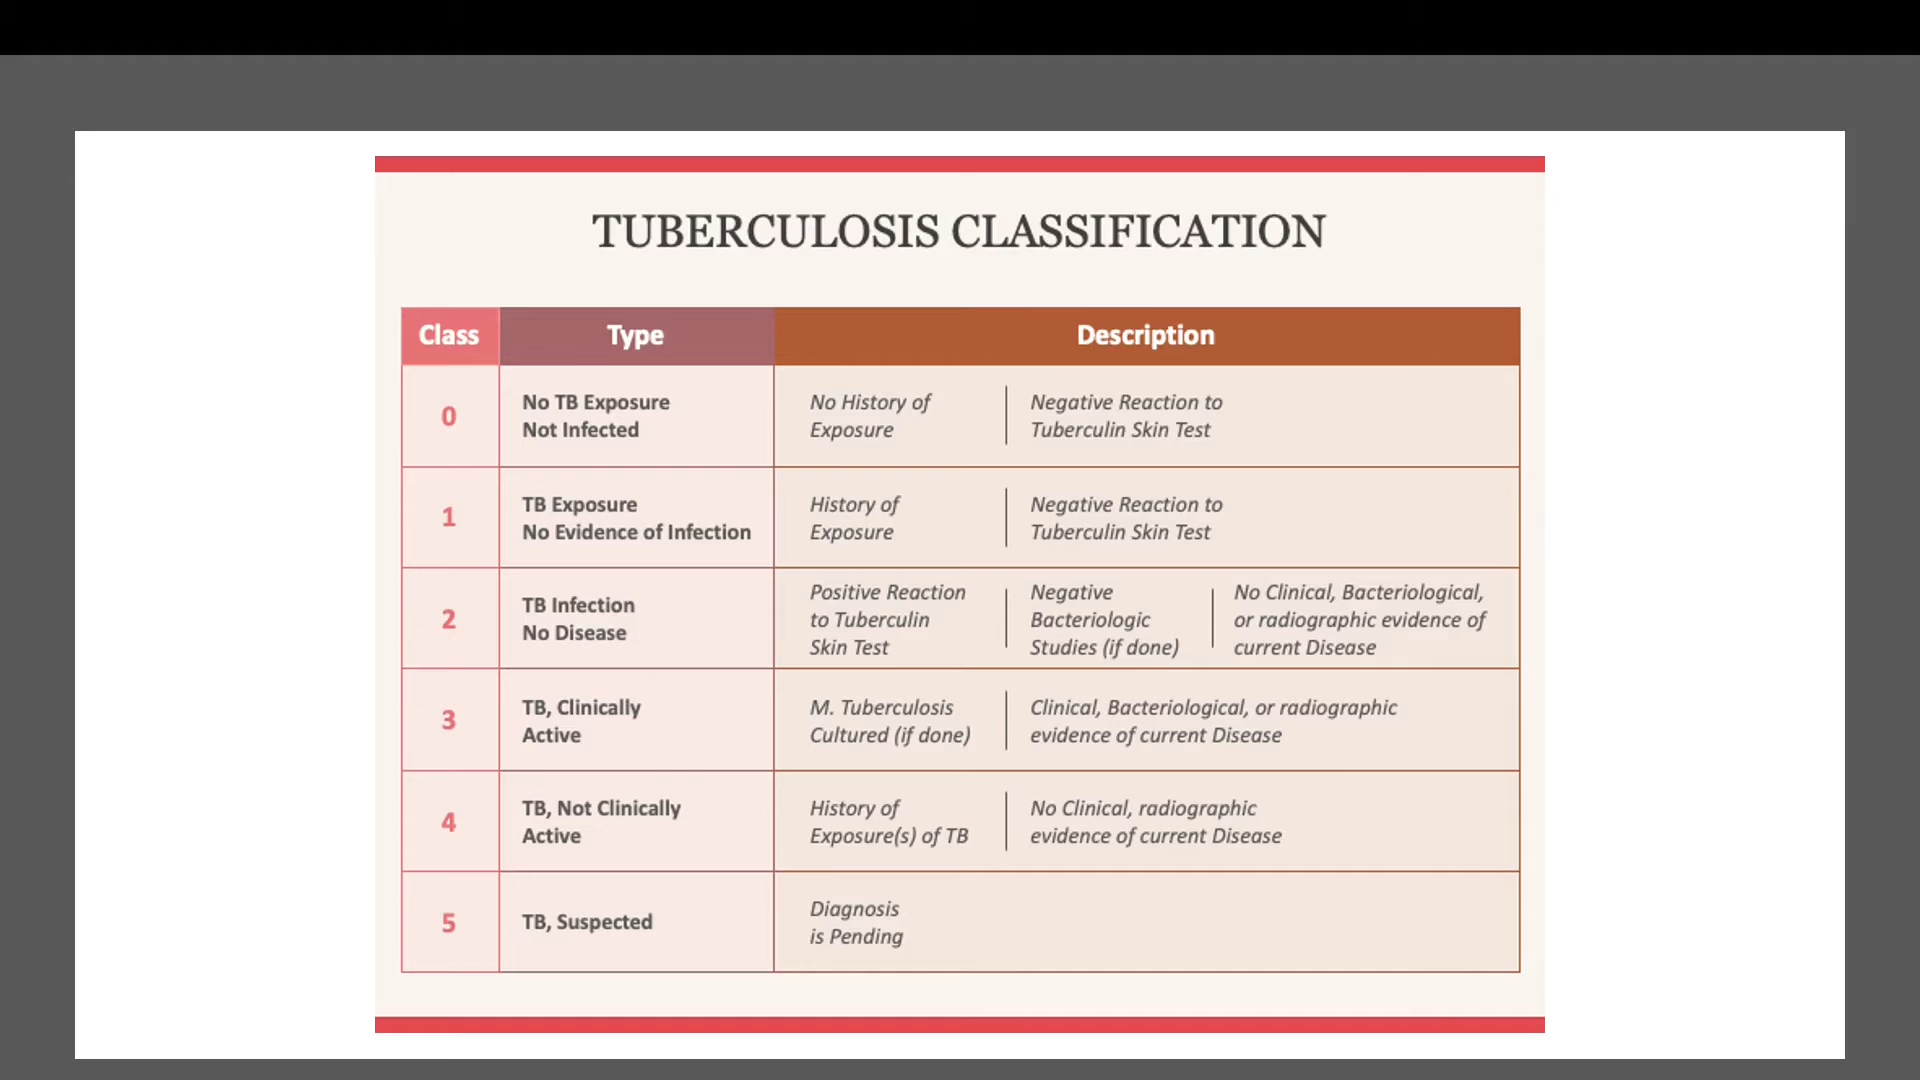 TUBERCULOSIS CLASSIFICATION
Class
Type
Description
0
No TB Exposure
Not Infected
No History of
Exposure
Negative Reaction to
Tuberculin Skin Test
1
TB Exposure
No Evidence of Infection
History of
Exposure
Negative Reaction to
Tuberculin Skin Test
2
TB Infection
No Disease
Positive Reaction
to Tuberculin
Skin Test
Negative
Bacteriologic
Studies (if done)
No Clinical, Bacteriological,
or radiographic evidence of
current Disease
3
TB, Clinically
Active
M. Tuberculosis
Cultured (if done)
Clinical, Bacteriological, or radiographic
evidence of current Disease
4
TB, Not Clinically
Active
History of
Exposure(s) of TB
No Clinical, radiographic
evidence of current Disease
5
TB, Suspected
Diagnosis
is Pending